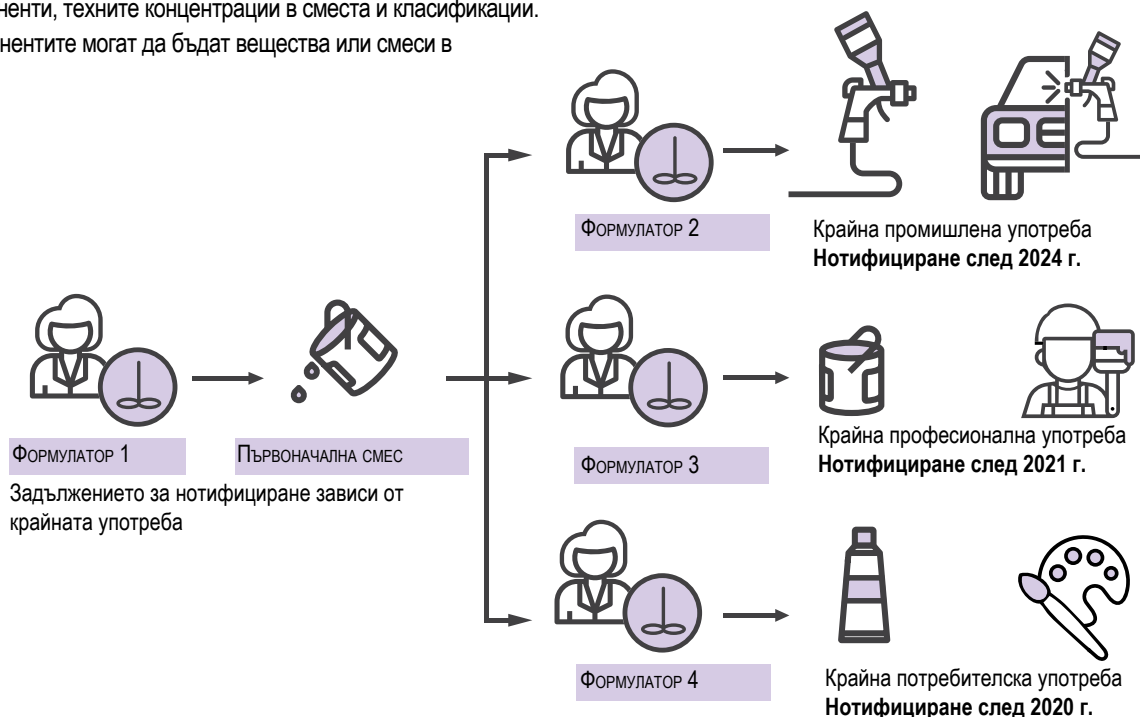 ненти, техните концентрации в сместа и класификации.
нентите могат да бъдат вещества или смеси в
Формулатор 2
Крайна промишлена употреба
Нотифициране след 2024 г.
Формулатор 1
Първоначална смес
Задължението за нотифициране зависи от
крайната употреба
Формулатор 3
Крайна професионална употреба
Нотифициране след 2021 г.
Формулатор 4
Крайна потребителска употреба
Нотифициране след 2020 г.